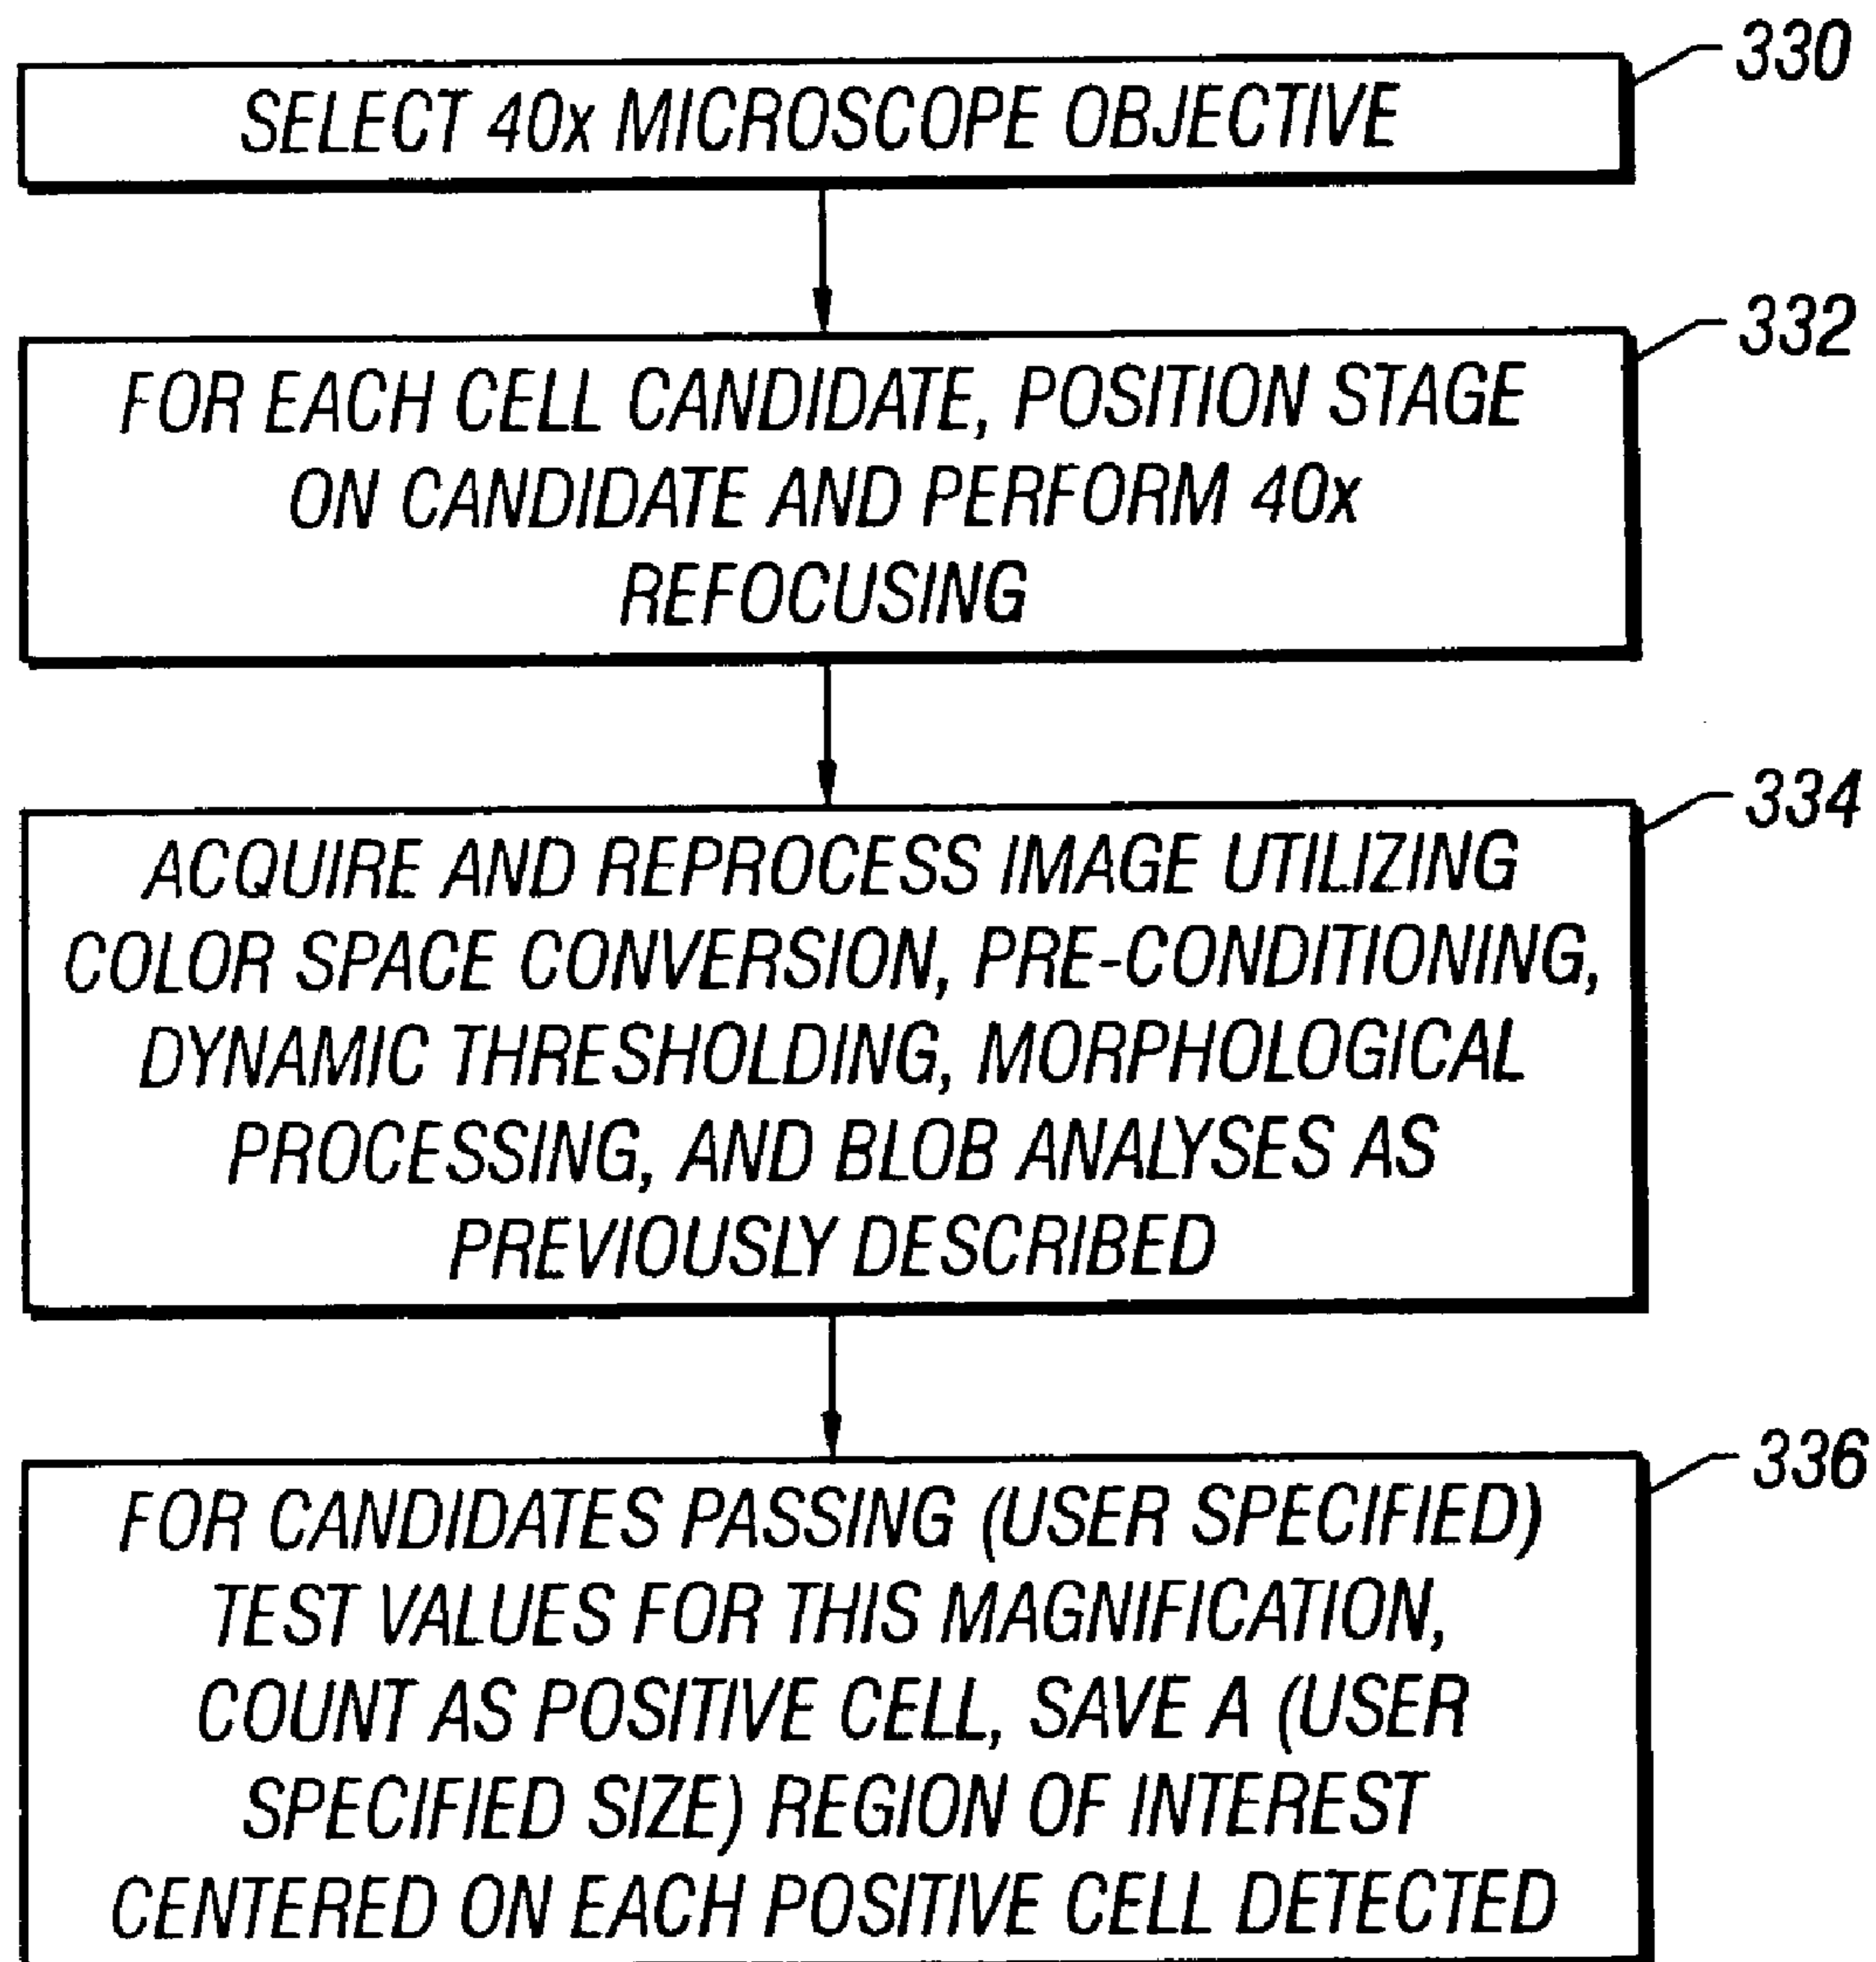 330
SELECT 40x MICROSCOPE OBJECTIVE
332
FOR EACH CELL CANDIDATE, POSITION STAGE
ON CANDIDATE AND PERFORM 40x
REFOCUSING
334
ACQUIRE AND REPROCESS IMAGE UTILIZING
COLOR SPACE CONVERSION, PRE-CONDITIONING,
DYNAMIC THRESHOLDING, MORPHOLOGICAL
PROCESSING, AND BLOB ANALYSES AS
PREVIOUSLY DESCRIBED
336
FOR CANDIDATES PASSING (USER SPECIFIED)
TEST VALUES FOR THIS MAGNIFICATION,
COUNT AS POSITIVE CELL, SAVE A (USER
SPECIFIED SIZE) REGION OF INTEREST
CENTERED ON EACH POSITIVE CELL DETECTED